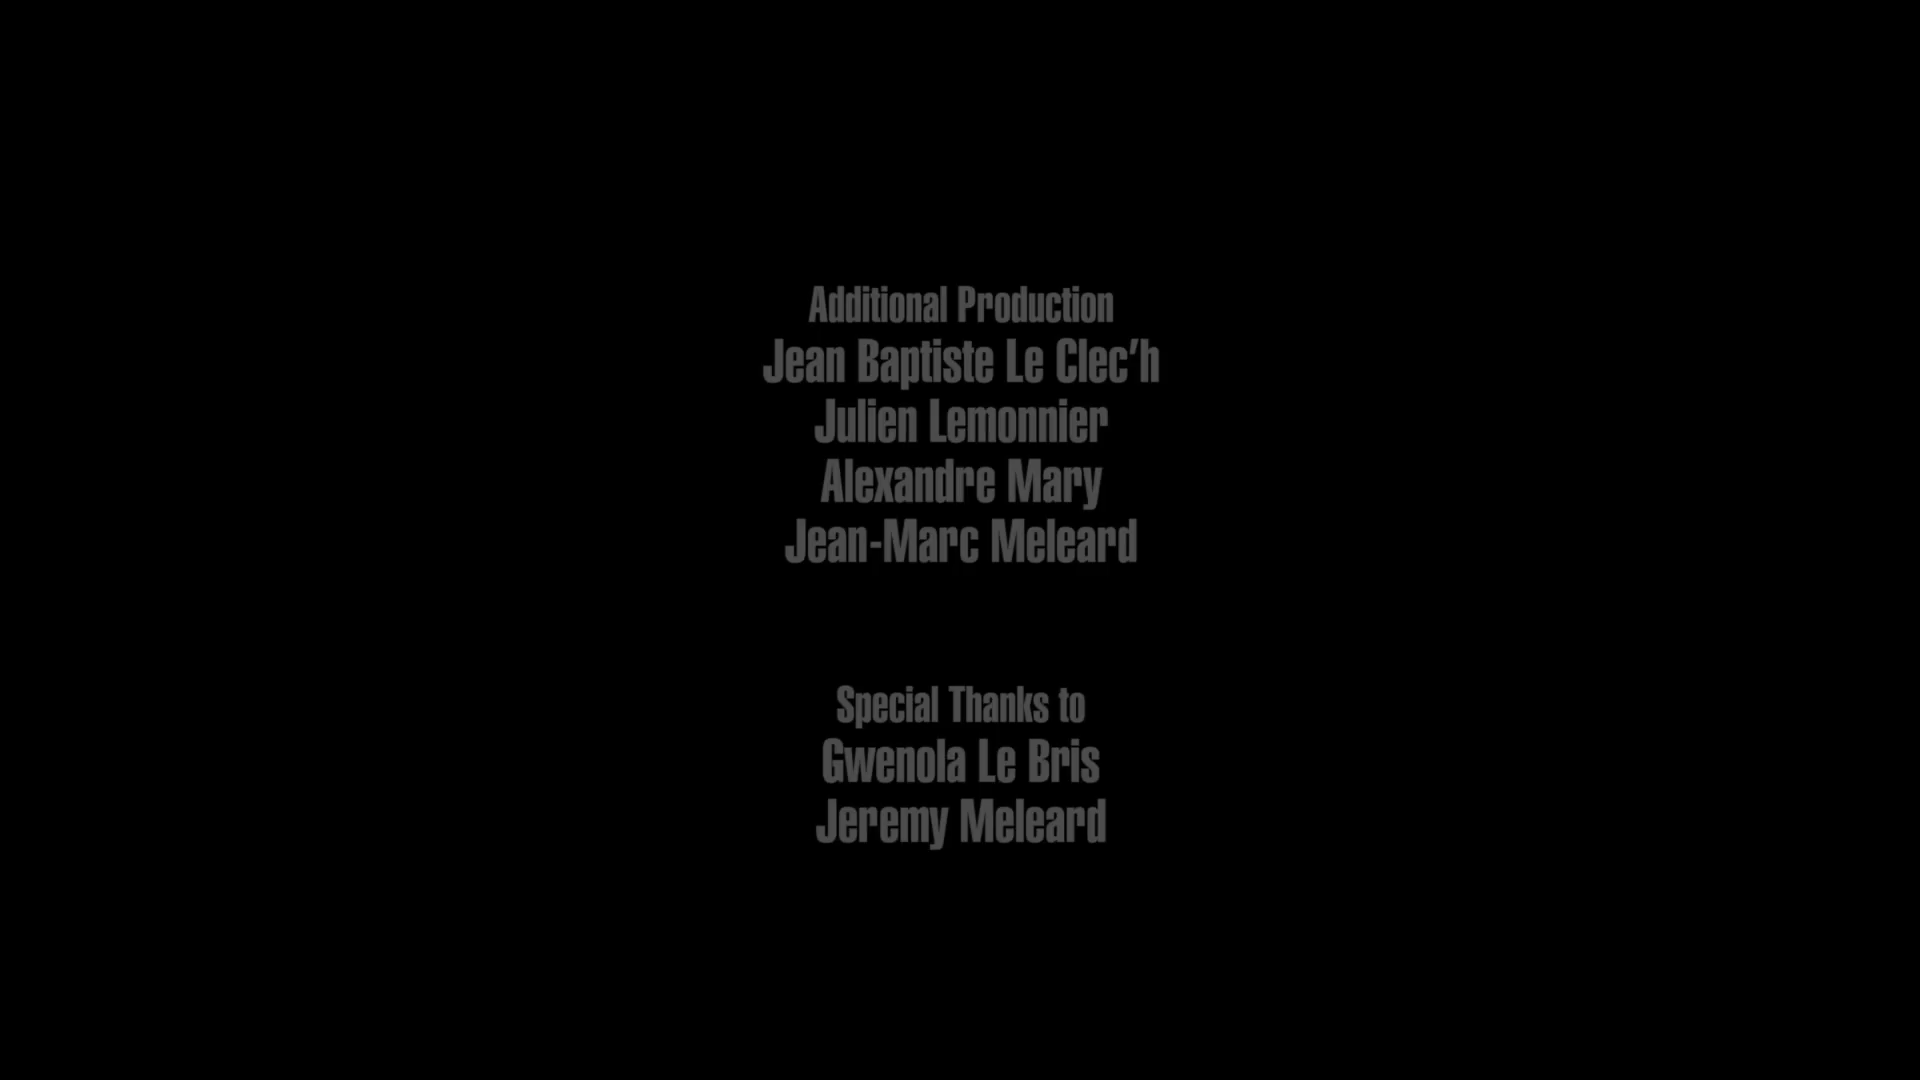 Additional Production
Jean Baptiste Le Clec’h
Julien Lemonnier
Alexandre Mary
Jean-Marc Meleard
Special Thanks to
Gwenola Le Bris
Jeremy Meleard